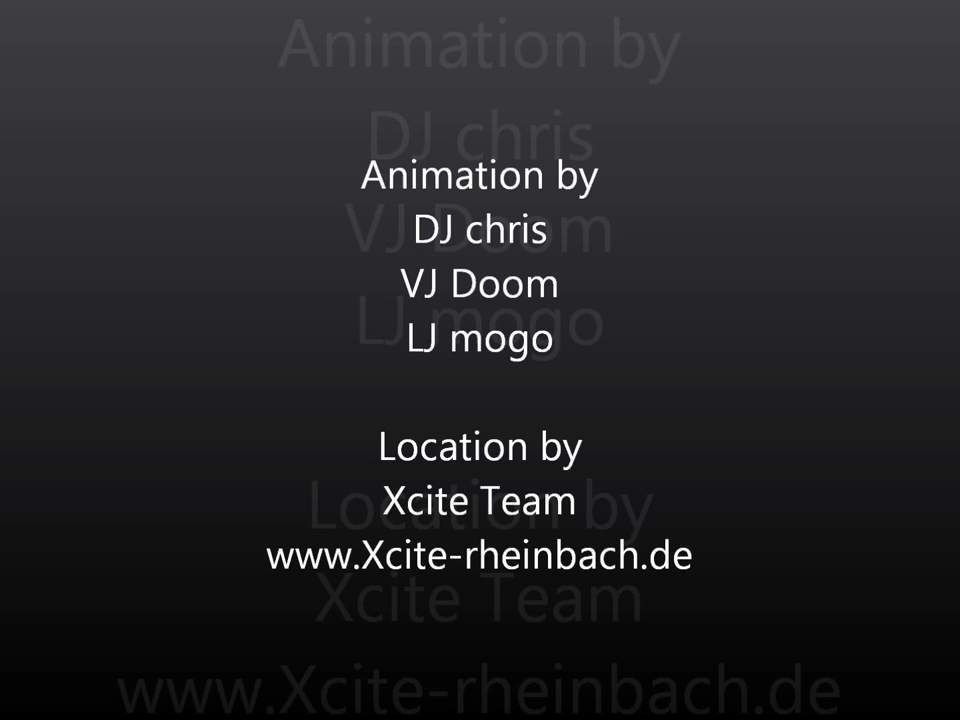 Animation by
DJ chris
VJ Doom
LJ mogo
Location by
Xcite Team
www.Xcite-rheinbach.de